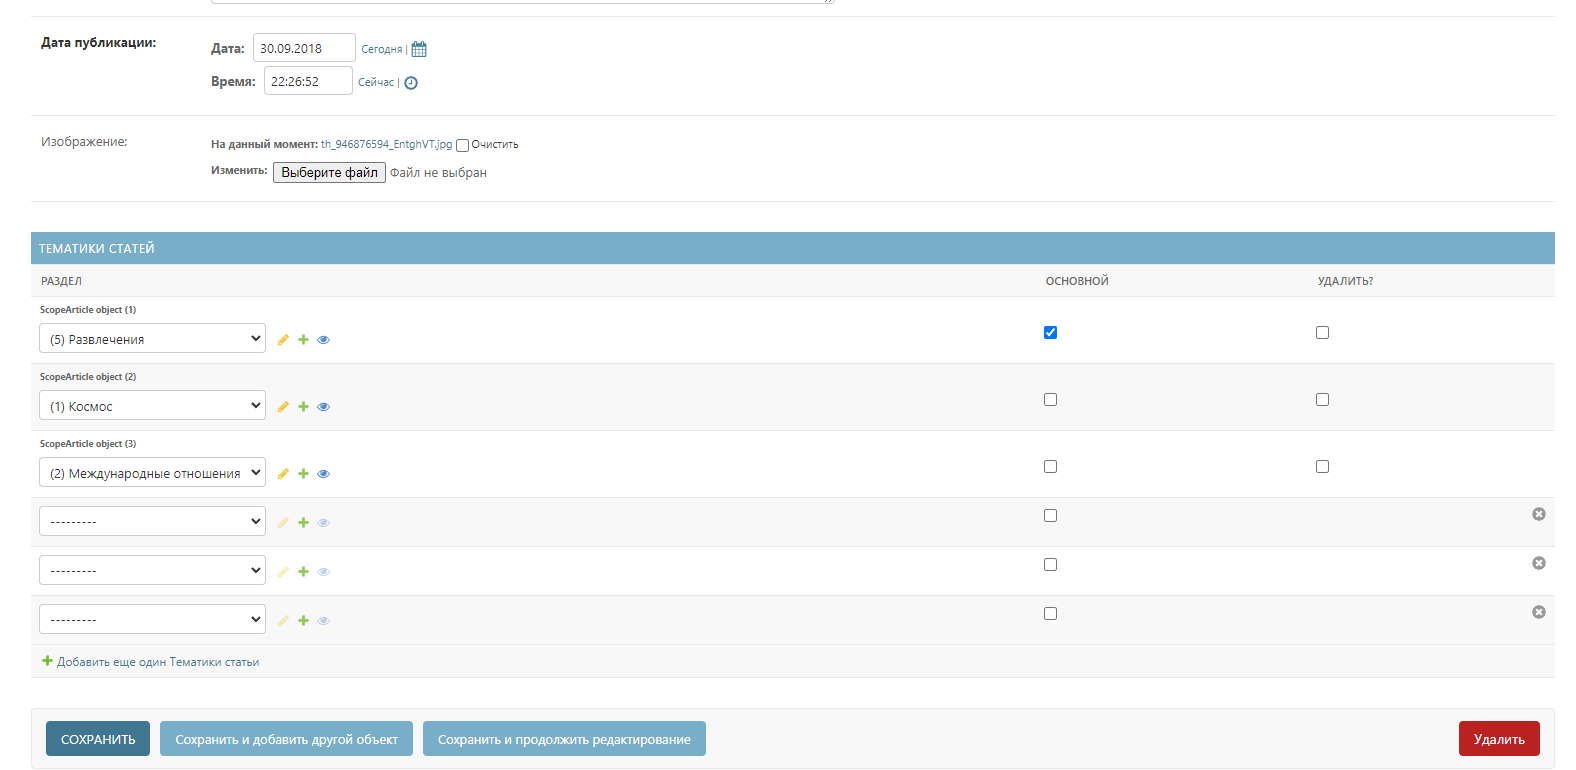 Дата публикации:
Дата: 30.09.2018 Сегодня |
Время: 22:26:52 Сейчас |
Изображение:
На данный момент: th_946876594_EntghVT.jpg Очистить
Изменить: Выберите файл Файл не выбран
ТЕМАТИКИ СТАТЕЙ
РАЗДЕЛ ОСНОВНОЙ УДАЛИТЬ?
ScopeArticle object (1)
(5) Развлечения
ScopeArticle object (2)
(1) Космос
ScopeArticle object (3)
(2) Международные отношения
---------
---------
---------
Добавить еще один Тематики статьи
СОХРАНИТЬ Сохранить и добавить другой объект Сохранить и продолжить редактирование Удалить